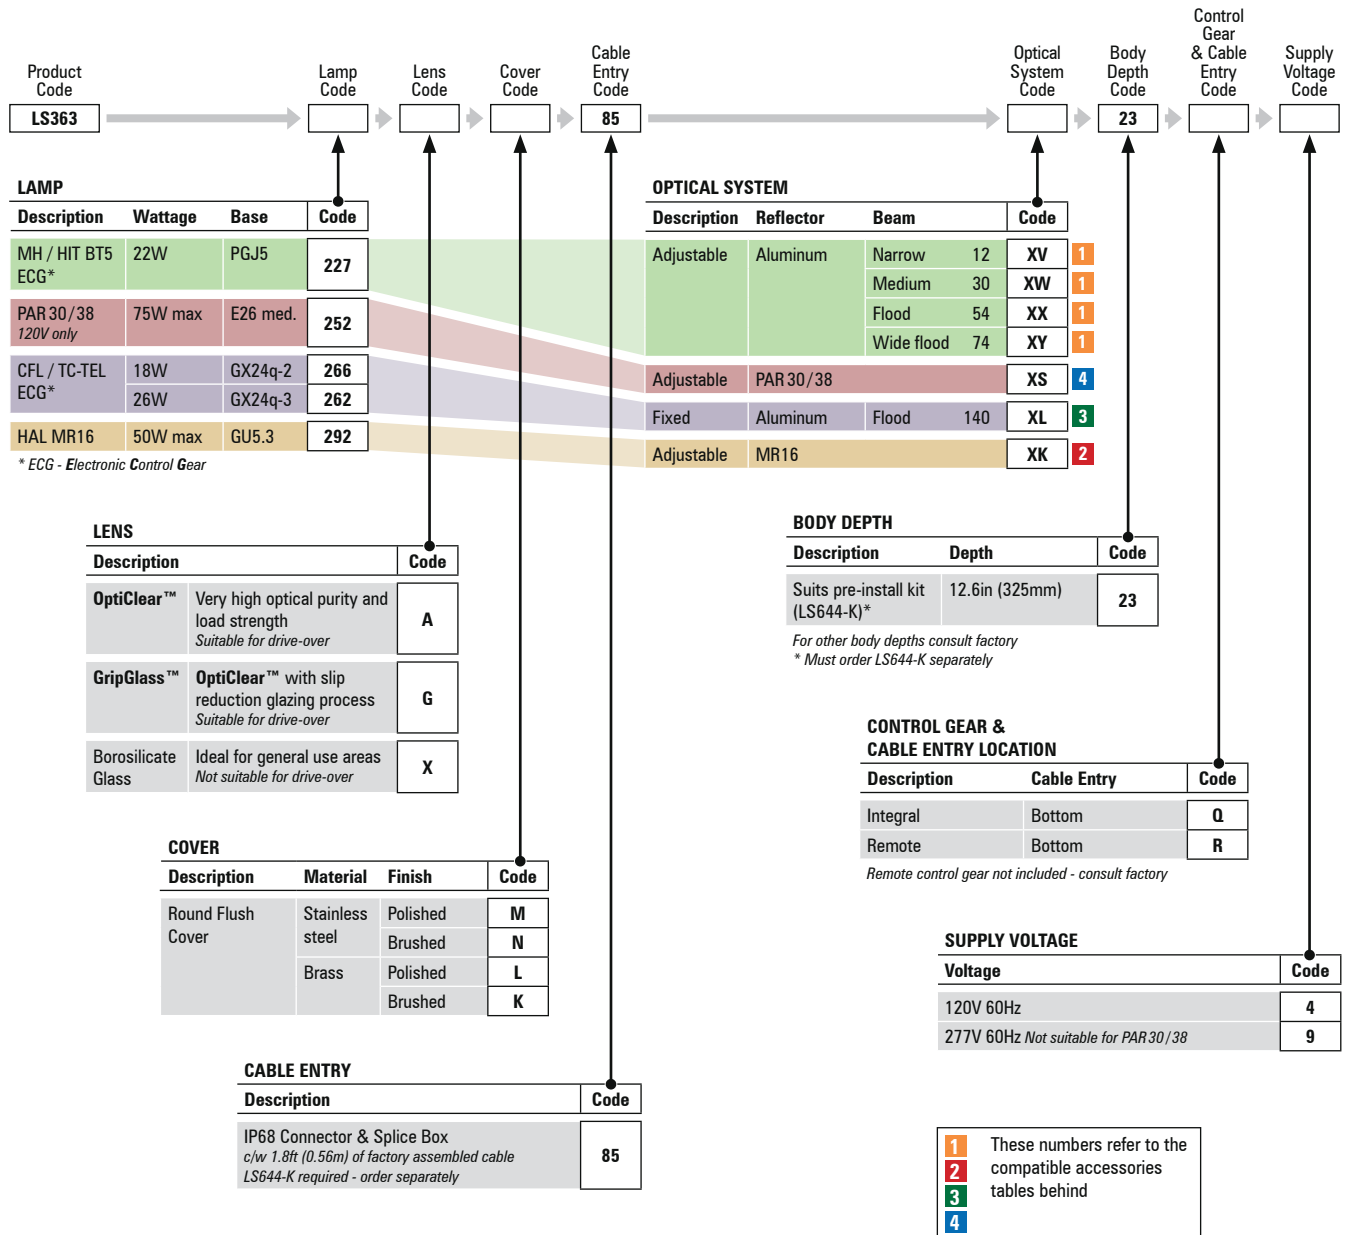 Product Code
LS363
Lamp Code
Lens Code
Cover Code
Cable Entry Code
85
Optical System Code
Body Depth Code
23
Control Gear & Cable Entry Code
Supply Voltage Code
LAMP
Description Wattage Base Code
MH / HIT BT5 22W PGJ5 227
ECG*
PAR 30/38 75W max E26 med. 252
120V only
CFL / TC-TEL 18W GX24q-2 266
ECG* 26W GX24q-3 262
HAL MR16 50W max GU5.3 292
* ECG - Electronic Control Gear
OPTICAL SYSTEM
Description Reflector Beam Code
Adjustable Aluminum Narrow 12 XV 1
Medium 30 XW 1
Flood 54 XX 1
Wide flood 74 XY 1
Adjustable PAR 30/38 XS 4
Fixed Aluminum Flood 140 XL 3
Adjustable MR16 XK 2
LENS
Description Code
OptiClear™ Very high optical purity and
load strength A
Suitable for drive-over
GripGlass™ OptiClear™ with slip
reduction glazing process G
Suitable for drive-over
Borosilicate Ideal for general use areas X
Glass Not suitable for drive-over
BODY DEPTH
Description Depth Code
Suits pre-install kit 12.6in (325mm) 23
(LS644-K)*
For other body depths consult factory
* Must order LS644-K separately
CONTROL GEAR &
CABLE ENTRY LOCATION
Description Cable Entry Code
Integral Bottom Q
Remote Bottom R
Remote control gear not included - consult factory
COVER
Description Material Finish Code
Round Flush Stainless Polished M
Cover steel Brushed N
Brass Polished L
Brushed K
SUPPLY VOLTAGE
Voltage Code
120V 60Hz 4
277V 60Hz Not suitable for PAR 30/38 9
CABLE ENTRY
Description Code
IP68 Connector & Splice Box
c/w 1.8ft (0.56m) of factory assembled cable 85
LS644-K required - order separately
1 These numbers refer to the
2 compatible accessories
3 tables behind
4